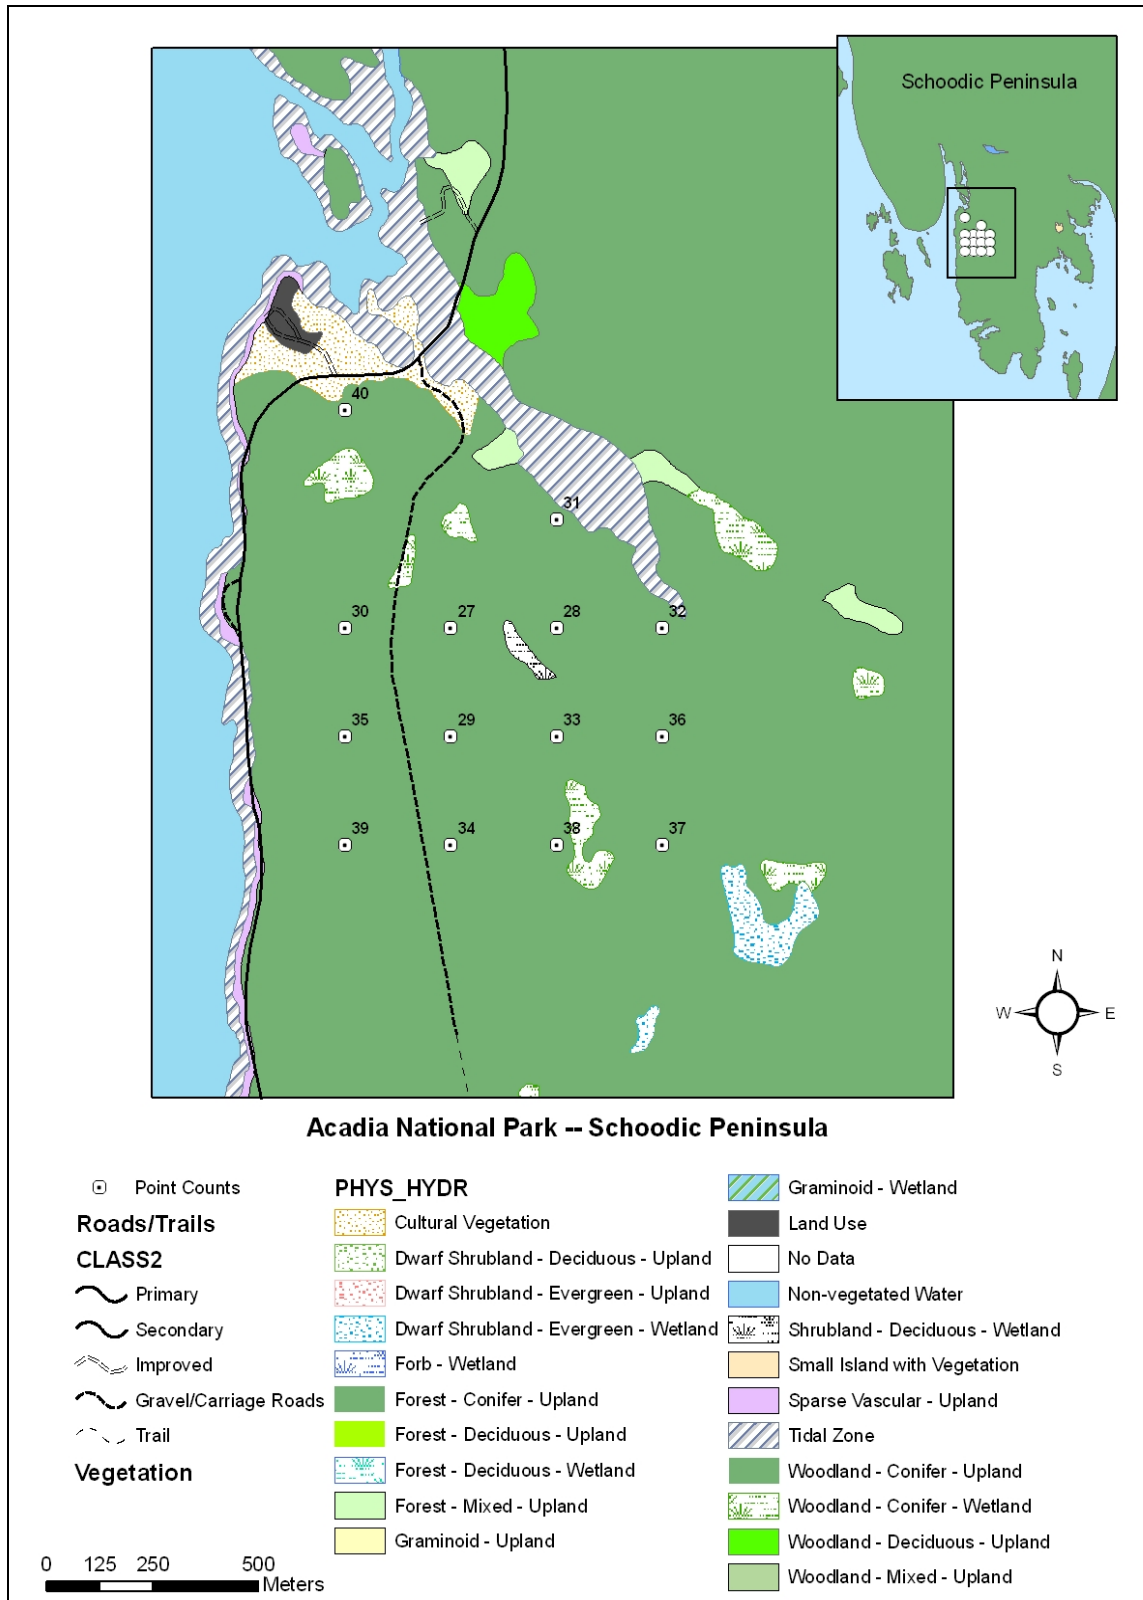 Schoodic Peninsula
40
31
30
27
28
32
35
29
33
36
39
34
38
37
N
W
E
S
Acadia National Park -- Schoodic Peninsula
Point Counts
Roads/Trails
CLASS2
Primary
Secondary
Improved
Gravel/Carriage Roads
Trail
Vegetation
0 125 250 500
Meters
PHYS_HYDR
Cultural Vegetation
Dwarf Shrubland - Deciduous - Upland
Dwarf Shrubland - Evergreen - Upland
Dwarf Shrubland - Evergreen - Wetland
Forb - Wetland
Forest - Conifer - Upland
Forest - Deciduous - Upland
Forest - Deciduous - Wetland
Forest - Mixed - Upland
Graminoid - Upland
Graminoid - Wetland
Land Use
No Data
Non-vegetated Water
Shrubland - Deciduous - Wetland
Small Island with Vegetation
Sparse Vascular - Upland
Tidal Zone
Woodland - Conifer - Upland
Woodland - Conifer - Wetland
Woodland - Deciduous - Upland
Woodland - Mixed - Upland